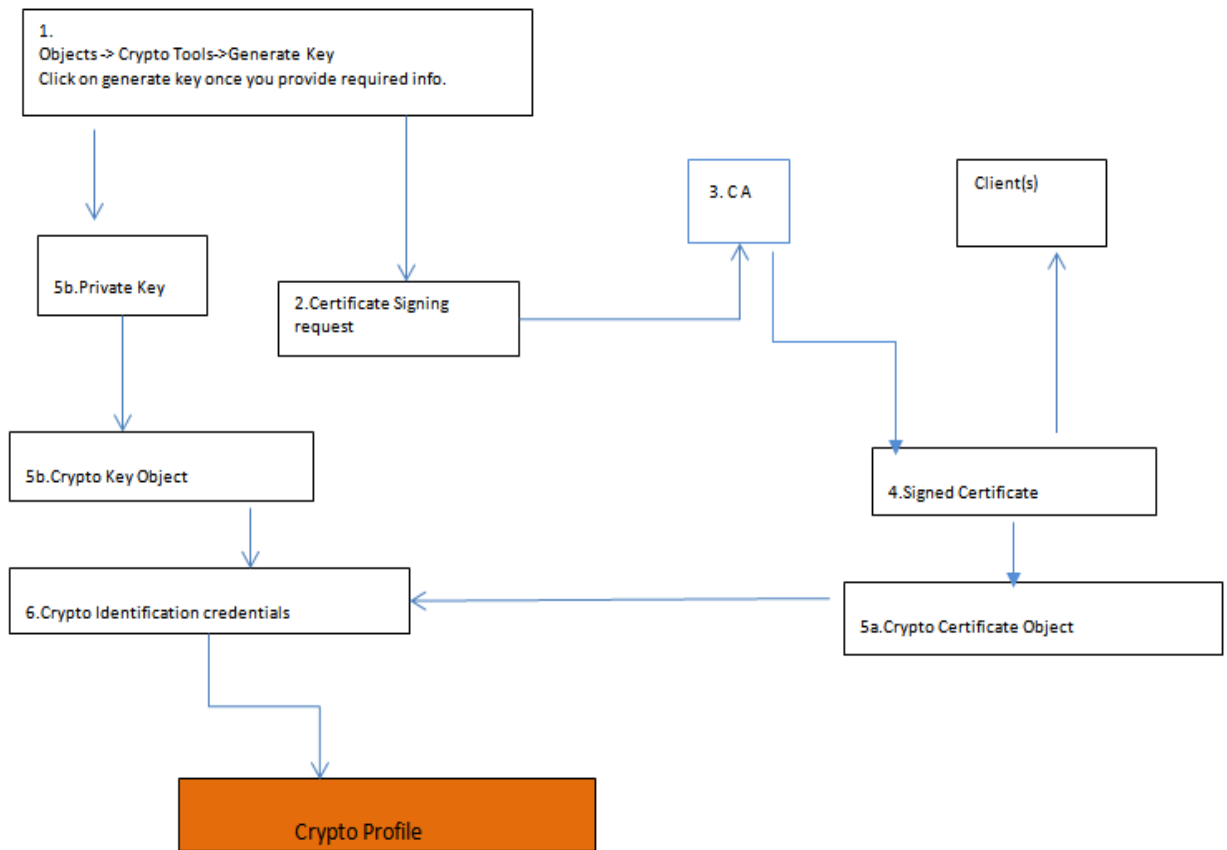 1.
Objects -> Crypto Tools->Generate Key
Click on generate key once you provide required info.
3. C A
Client(s)
5b.Private Key
2.Certificate Signing
request
5b.Crypto Key Object
4.Signed Certificate
6.Crypto Identification credentials
5a.Crypto Certificate Object
Crypto Profile